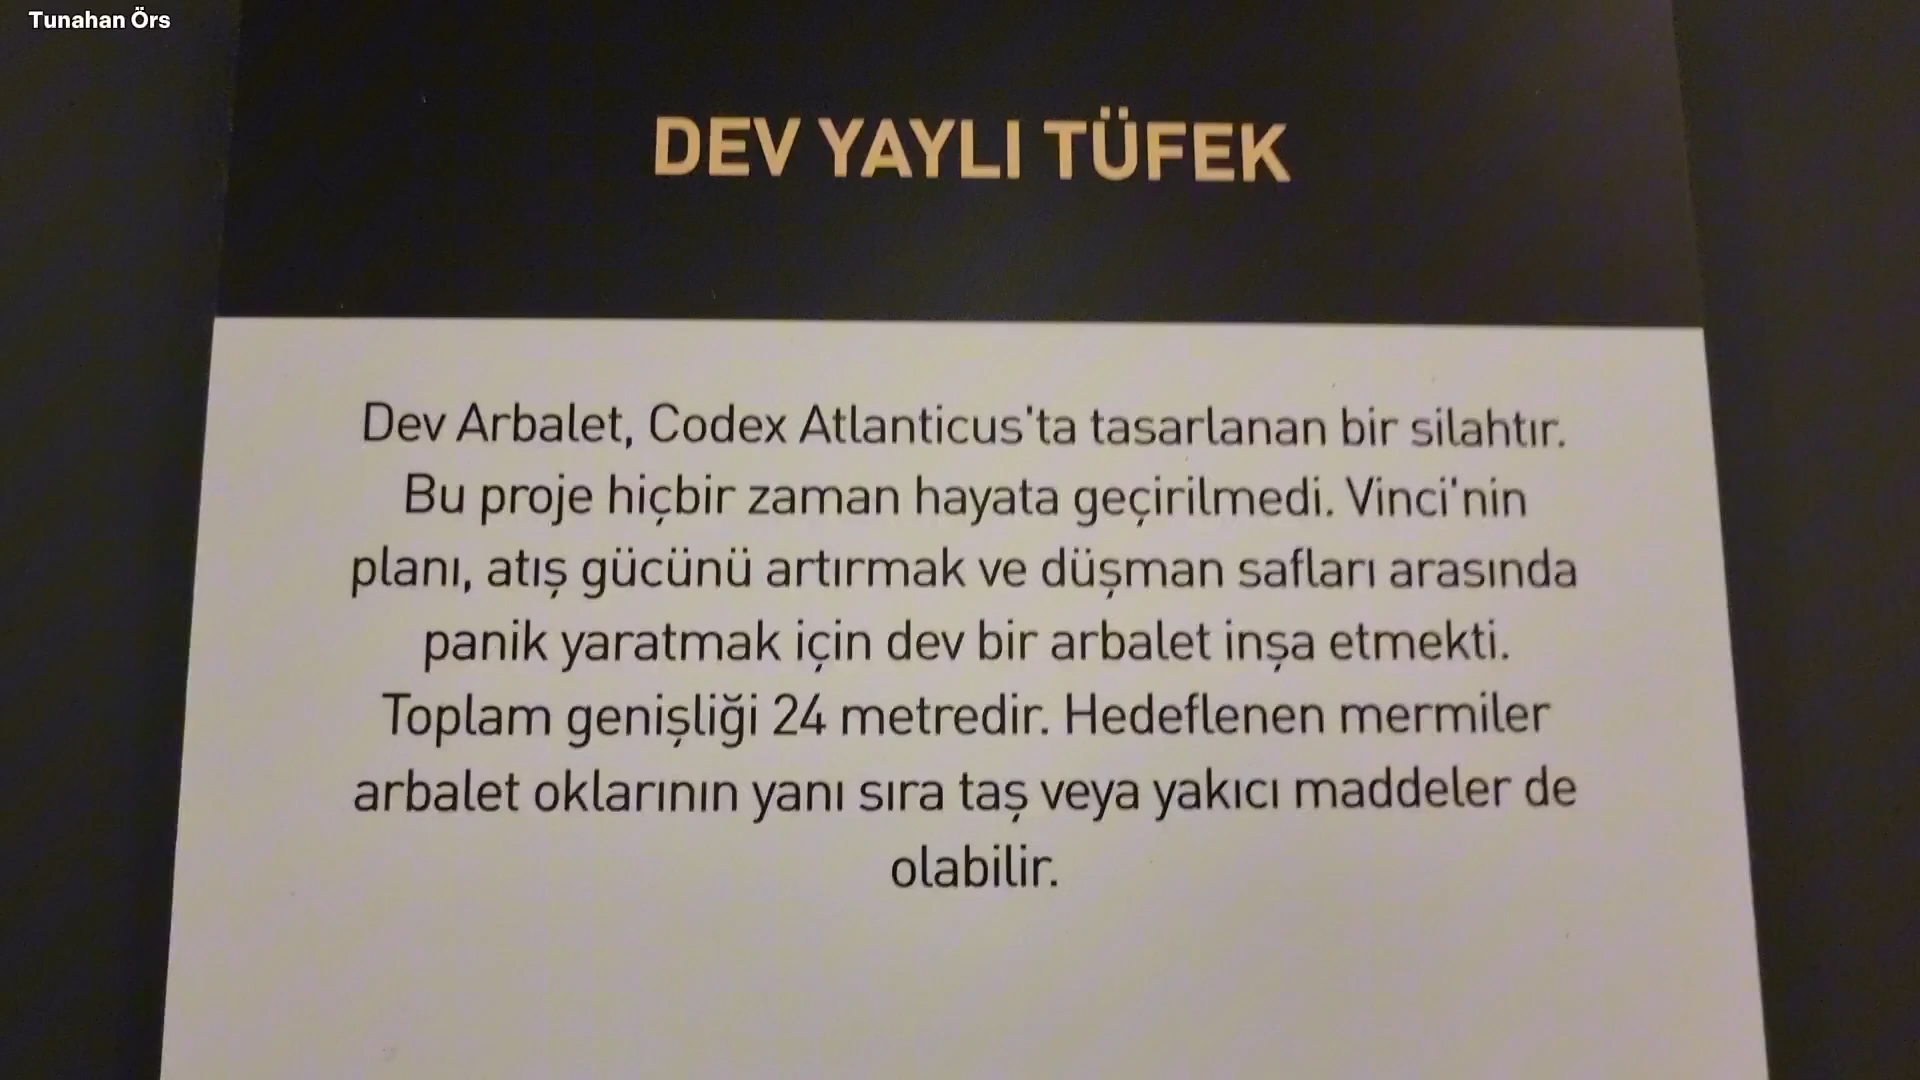 Tunahan Örs
DEV YAYLI TÜFEK
Dev Arbalet, Codex Atlanticus'ta tasarlanan bir silahtır.
Bu proje hiçbir zaman hayata geçirilmedi. Vinci'nin
planı, atış gücünü artırmak ve düşman safları arasında
panik yaratmak için dev bir arbalet inşa etmekti.
Toplam genişliği 24 metredir. Hedeflenen mermiler
arbalet oklarının yanı sıra taş veya yakıcı maddeler de
olabilir.